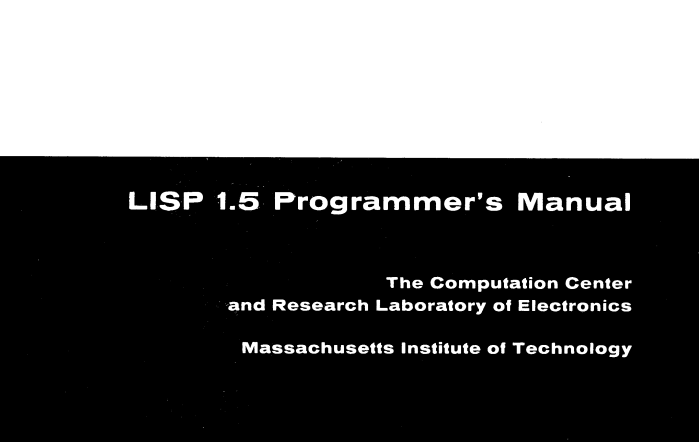 LISP 1.5 Programmer's Manual
The Computation Center
and Research Laboratory of Electronics
Massachusetts Institute of Technology